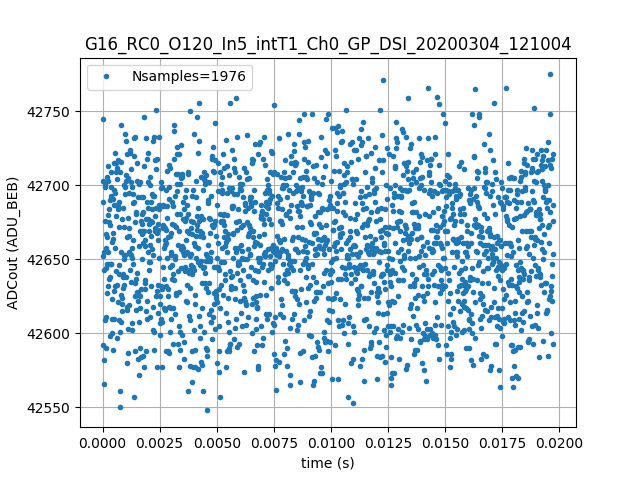 G16_RC0_O120_In5_intT1_Ch0_GP_DSI_20200304_121004
Nsamples=1976
ADCout (ADU_BEB)
42750
42700
42650
42600
42550
0.0000 0.0025 0.0050 0.0075 0.0100 0.0125 0.0150 0.0175 0.0200
time (s)